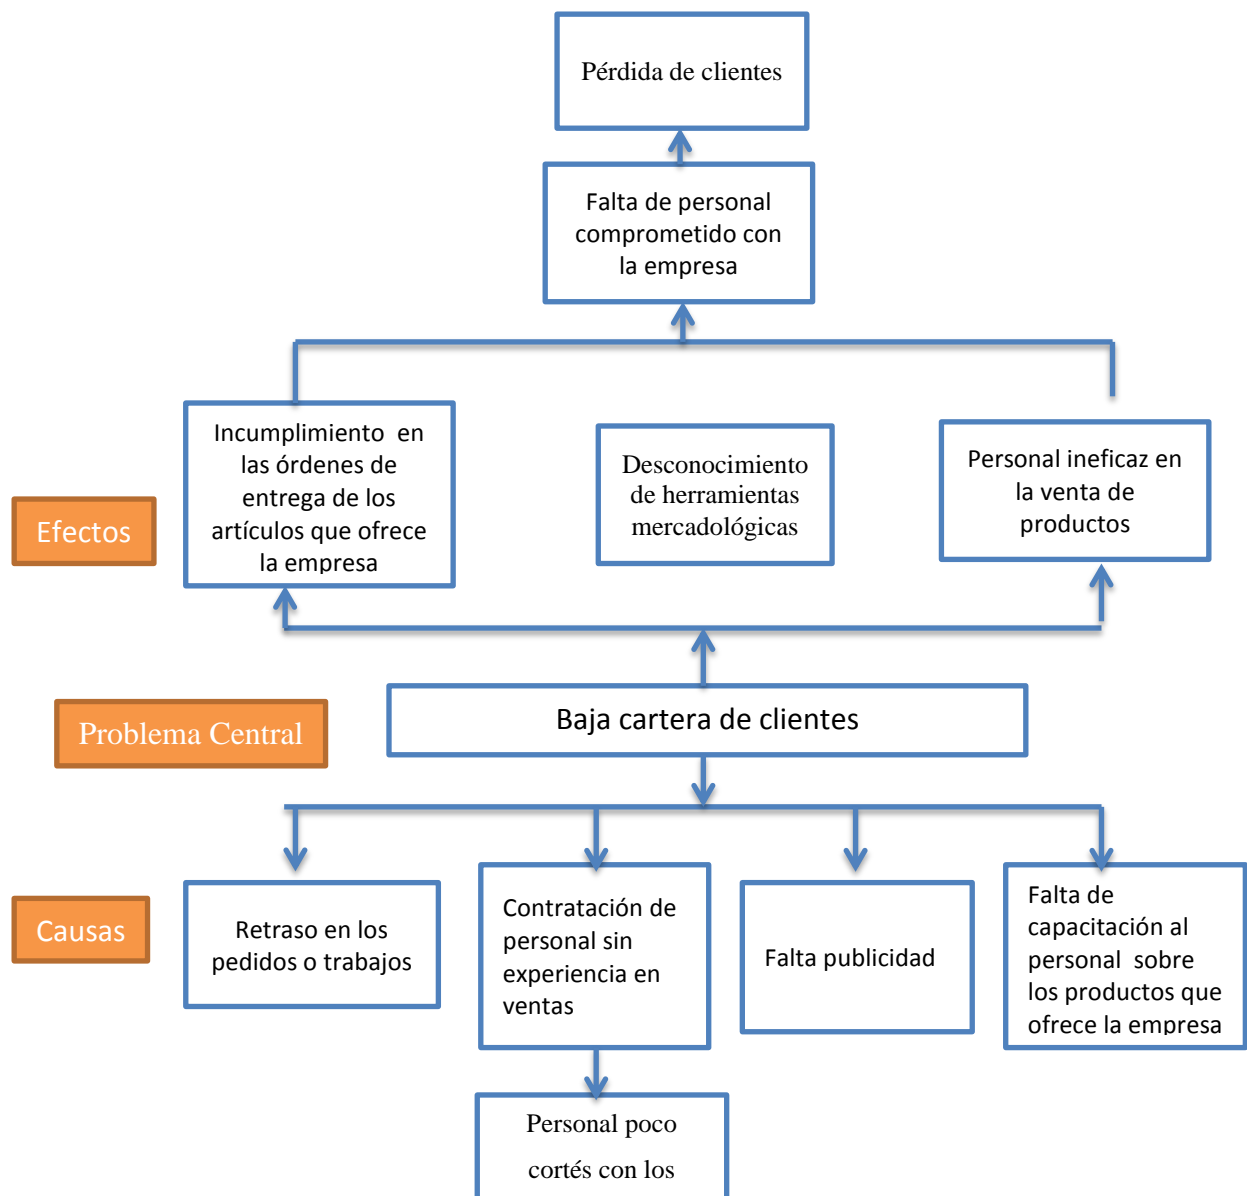 Pérdida de clientes
Falta de personal
comprometido con
la empresa
Incumplimiento en
las órdenes de
entrega de los
artículos que ofrece
la empresa
Desconocimiento
de herramientas
mercadológicas
Personal ineficaz en
la venta de
productos
Efectos
Baja cartera de clientes
Problema Central
Causas
Retraso en los
pedidos o trabajos
Contratación de
personal sin
experiencia en
ventas
Falta publicidad
Falta de
capacitación al
personal sobre
los productos que
ofrece la empresa
Personal poco
cortés con los